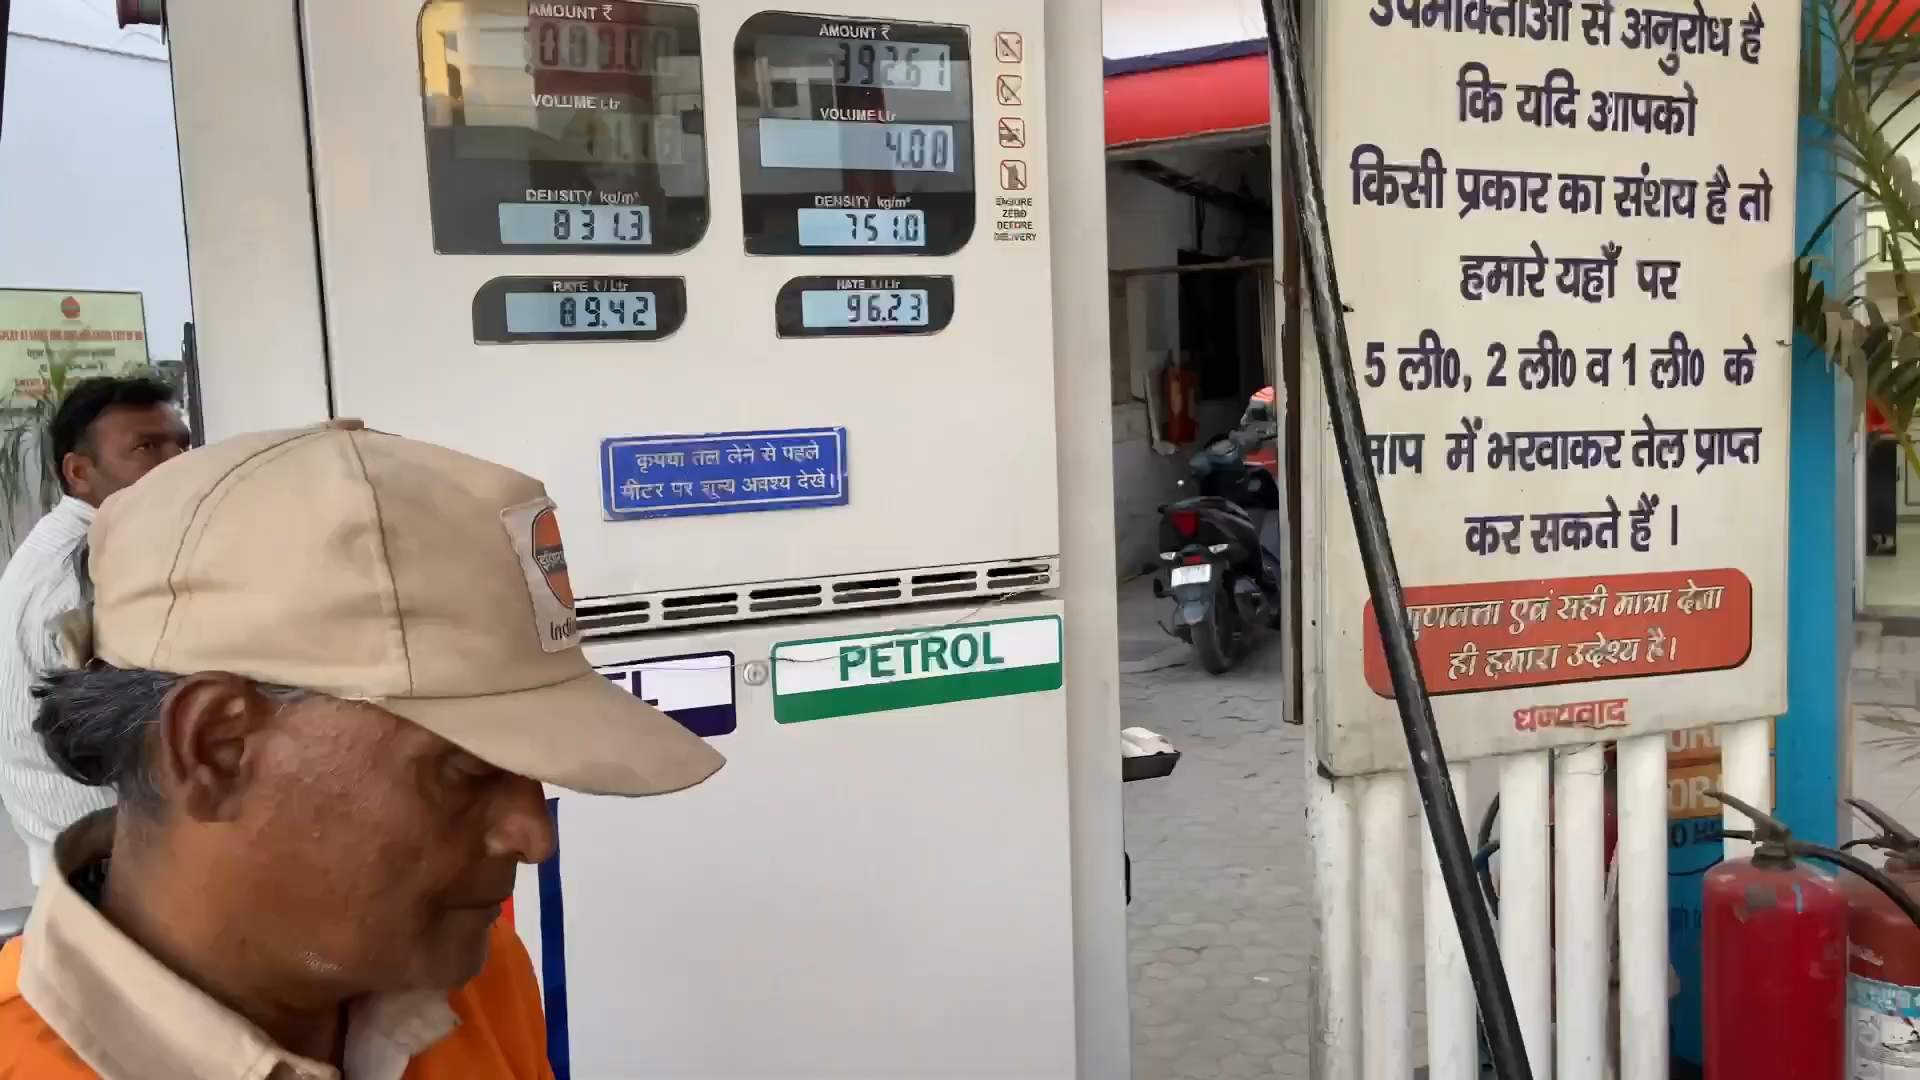 AMOUNT ₹
VOLUME Ltr
DENSITY kg/m³
831.3
RATE ₹/Ltr
89.42
AMOUNT ₹
392.61
VOLUME Ltr
4.00
DENSITY kg/m³
751.0
RATE ₹/Ltr
96.23
ENSURE
ZERO
BEFORE
DELIVERY
कृपया तेल लेने से पहले
मीटर पर शून्य अवश्य देखें।
PETROL
उपभोक्ताओं से अनुरोध है
कि यदि आपको
किसी प्रकार का संशय है तो
हमारे यहाँ पर
5 ली0, 2 ली0 व 1 ली0 के
माप में भरवाकर तेल प्राप्त
कर सकते हैं ।
गुणवत्ता एवं सही मात्रा देना
ही हमारा उद्देश्य है।
धन्यवाद